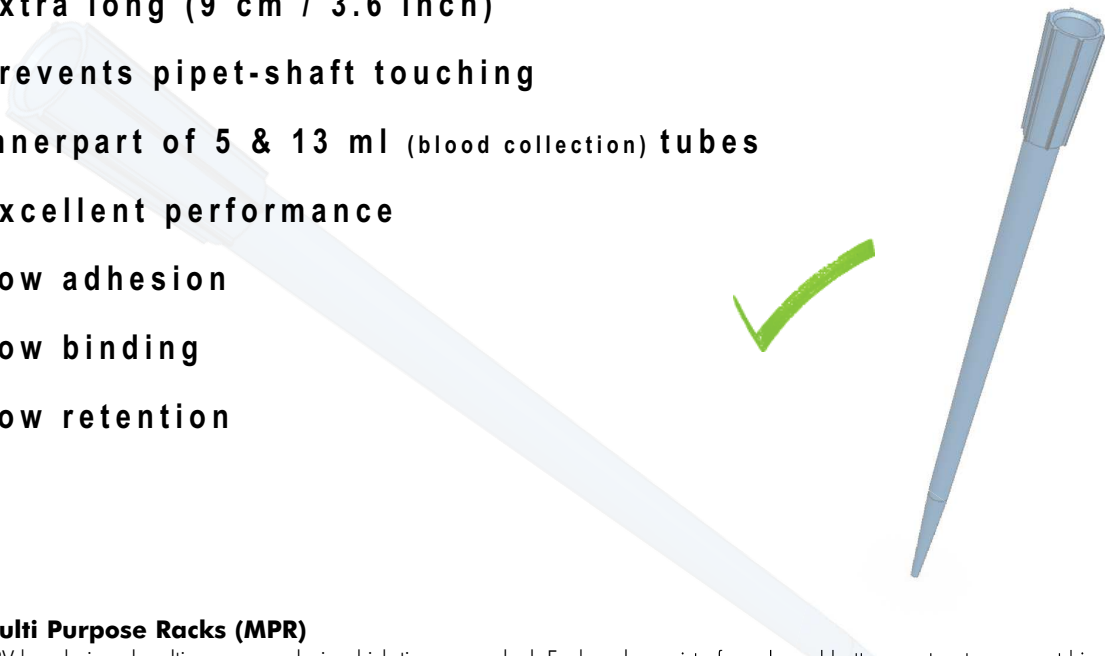 xtra long (9 cm / 3.6 inch)
revents pipet-shaft touching
nnerpart of 5 & 13 ml (blood collection) tubes
xcellent performance
ow adhesion
ow binding
ow retention
ulti Purpose Racks (MPR)